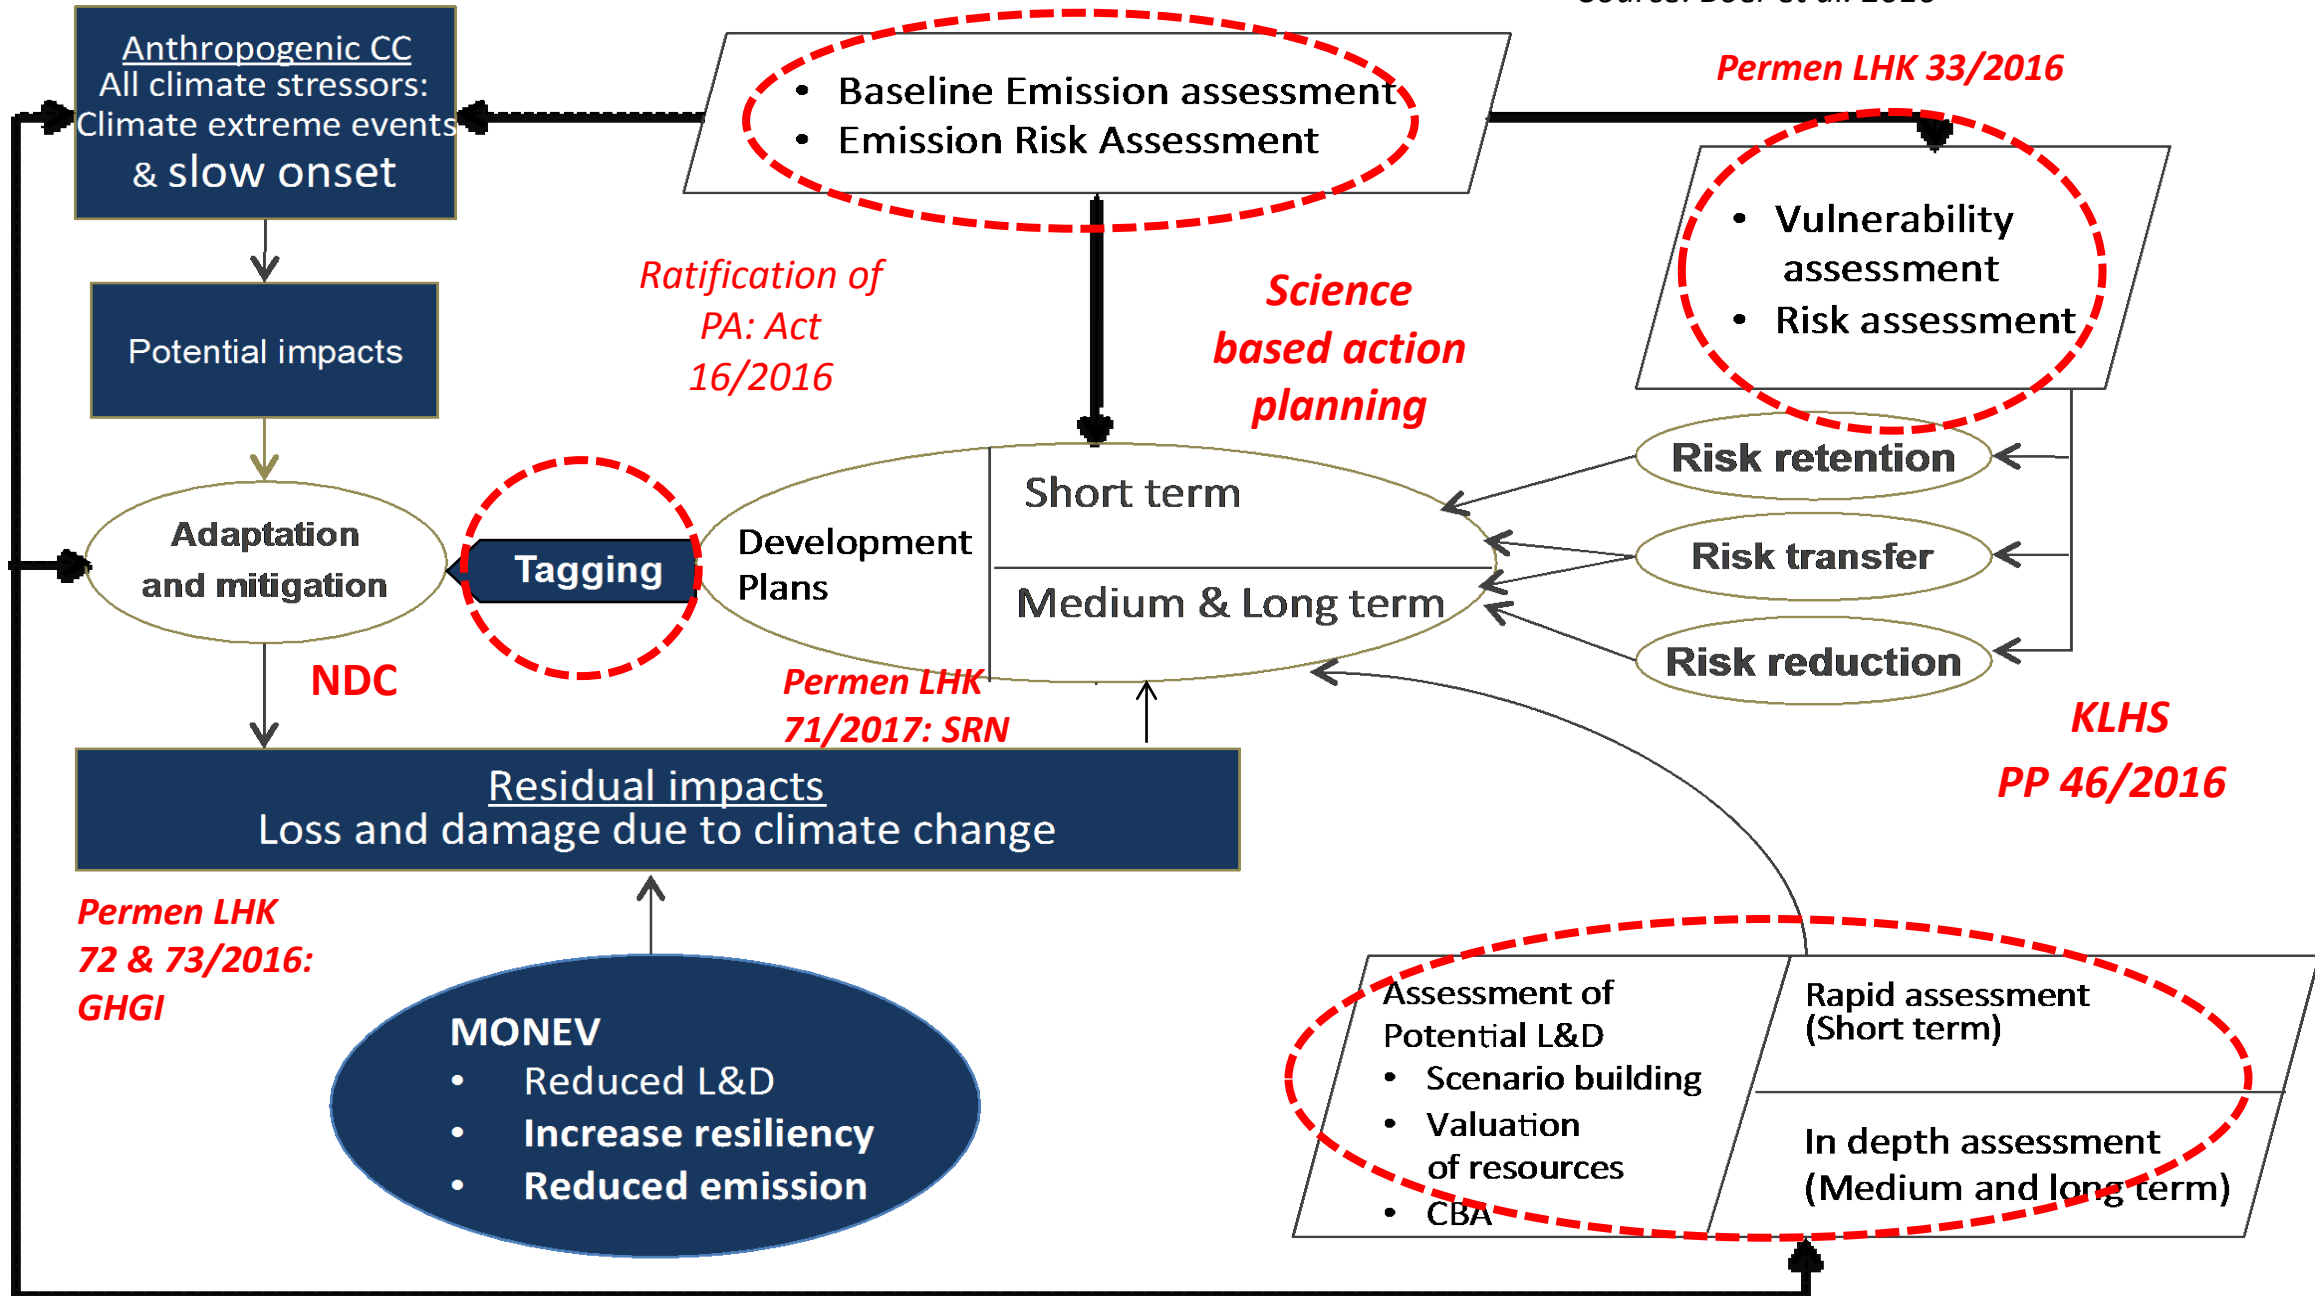 Source: Boer et al. 2016
Anthropogenic CC
All climate stressors:
Climate extreme events
& slow onset
• Baseline Emission assessment
• Emission Risk Assessment
Permen LHK 33/2016
• Vulnerability
assessment
• Risk assessment
Ratification of
PA: Act
16/2016
Science
based action
planning
Potential impacts
Risk retention
Risk transfer
Risk reduction
Short term
Development
Plans
Medium & Long term
Tagging
Adaptation
and mitigation
NDC
Permen LHK
71/2017: SRN
KLHS
PP 46/2016
Residual impacts
Loss and damage due to climate change
Permen LHK
72 & 73/2016:
GHGI
MONEV
• Reduced L&D
• Increase resiliency
• Reduced emission
Assessment of
Potential L&D
• Scenario building
• Valuation
of resources
• CBA
Rapid assessment
(Short term)
In depth assessment
(Medium and long term)